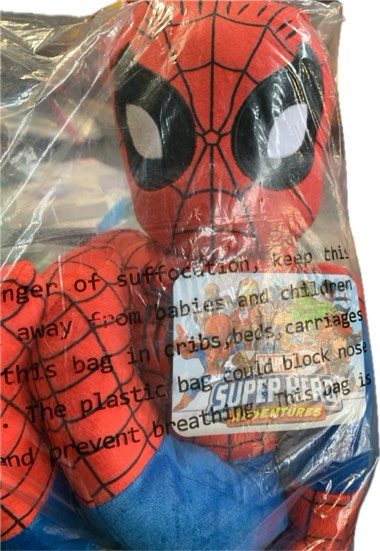 nger of suffocation, keep this
away from babies and children
this bag in cribs, beds, carriages
. The plastic bag could block nose
and prevent breathing. This bag is
SUPER HERO
ADVENTURES